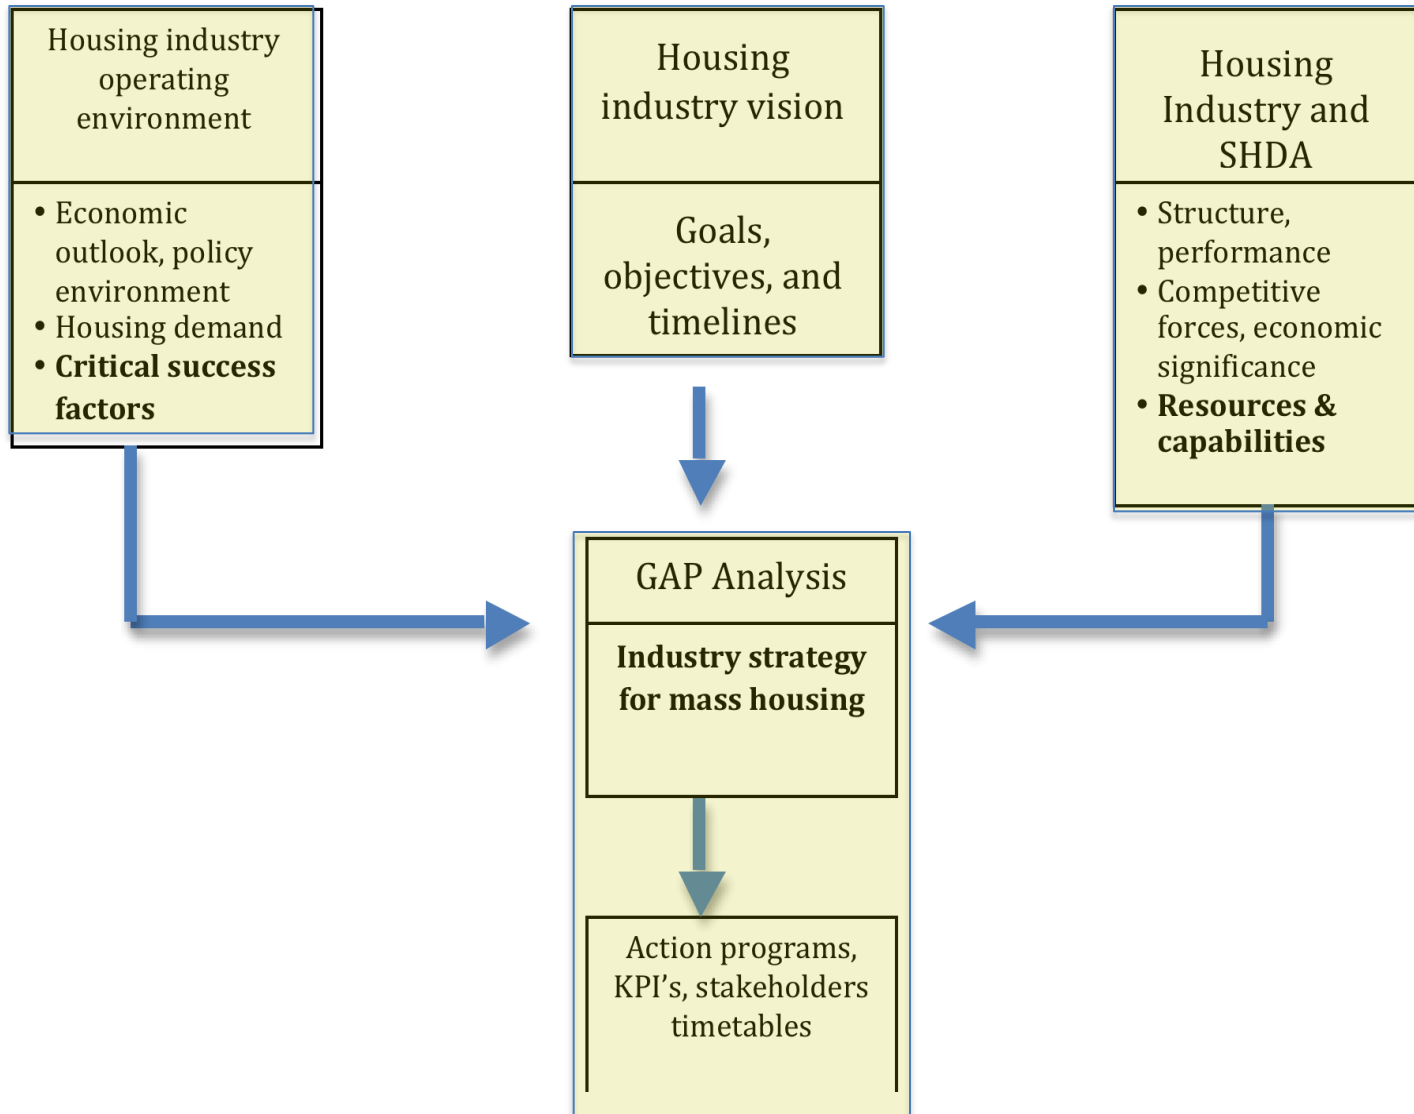 Housing industry
operating
environment
• Economic
outlook, policy
environment
• Housing demand
• Critical success
factors
Housing
industry vision
Goals,
objectives, and
timelines
Housing
Industry and
SHDA
• Structure,
performance
• Competitive
forces, economic
significance
• Resources &
capabilities
GAP Analysis
Industry strategy
for mass housing
Action programs,
KPI’s, stakeholders
timetables